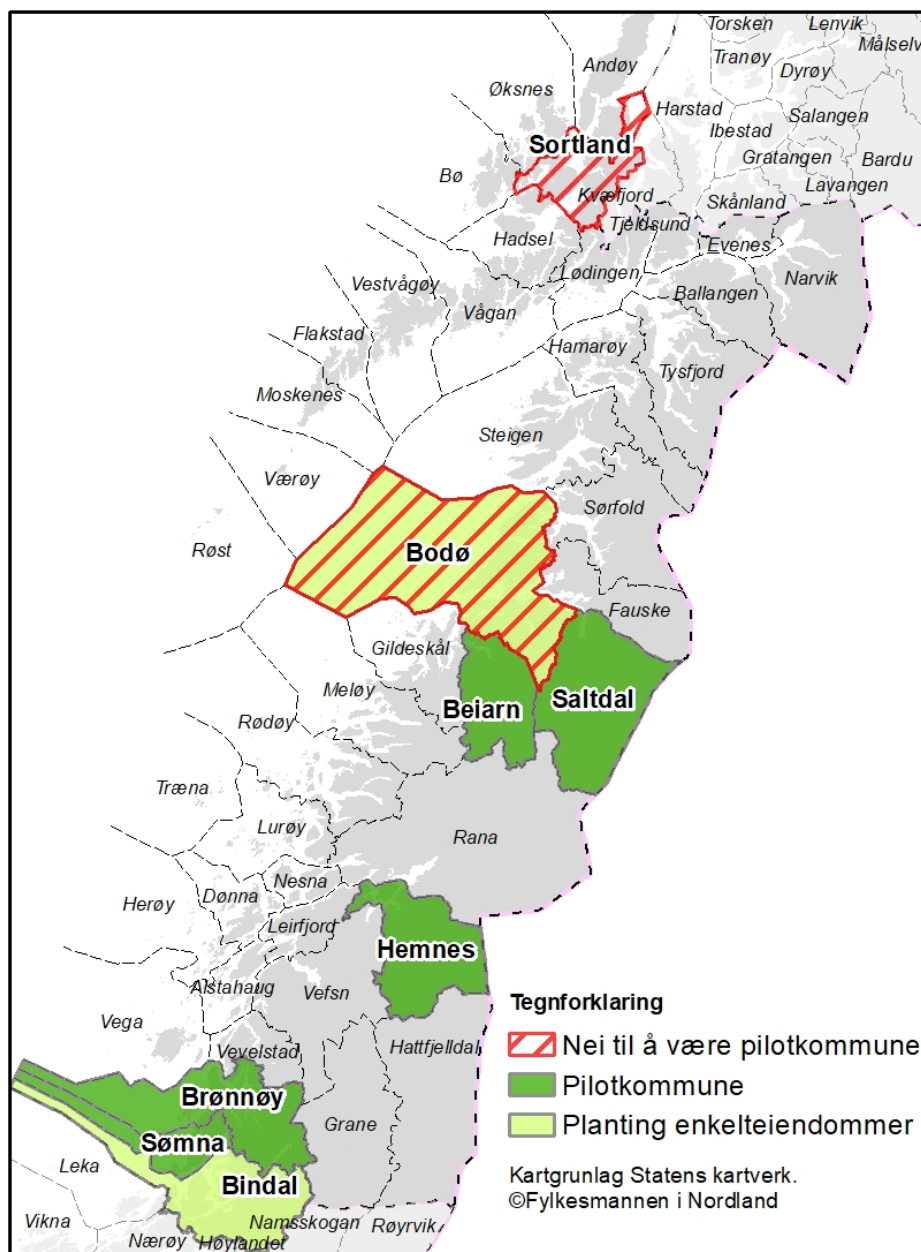 Torsken
Lenvik
Målselv
Tranøy
Andøy
Dyrøy
Øksnes
Harstad
Salangen
Sortland
Ibestad
Gratangen
Bardu
Bø
Kvæfjord
Lavangen
Skånland
Tjeldsund
Hadsel
Evenes
Lødingen
Narvik
Vestvågøy
Ballangen
Vågan
Flakstad
Hamarøy
Tysfjord
Moskenes
Steigen
Værøy
Sørfold
Røst
Bodø
Fauske
Gildeskål
Meløy
Beiarn
Saltdal
Rødøy
Træna
Lurøy
Rana
Nesna
Dønna
Herøy
Leirfjord
Hemnes
Alstahaug
Vefsn
Tegnforklaring
Vega
Nei til å være pilotkommune
Vevelstad
Hattfjelldal
Pilotkommune
Brønnøy
Grane
Planting enkelteiendommer
Sømna
Leka
Bindal
Kartgrunlag Statens kartverk.
©Fylkesmannen i Nordland
Vikna
Namsskogan
Røyrvik
Nærøy
Høylandet